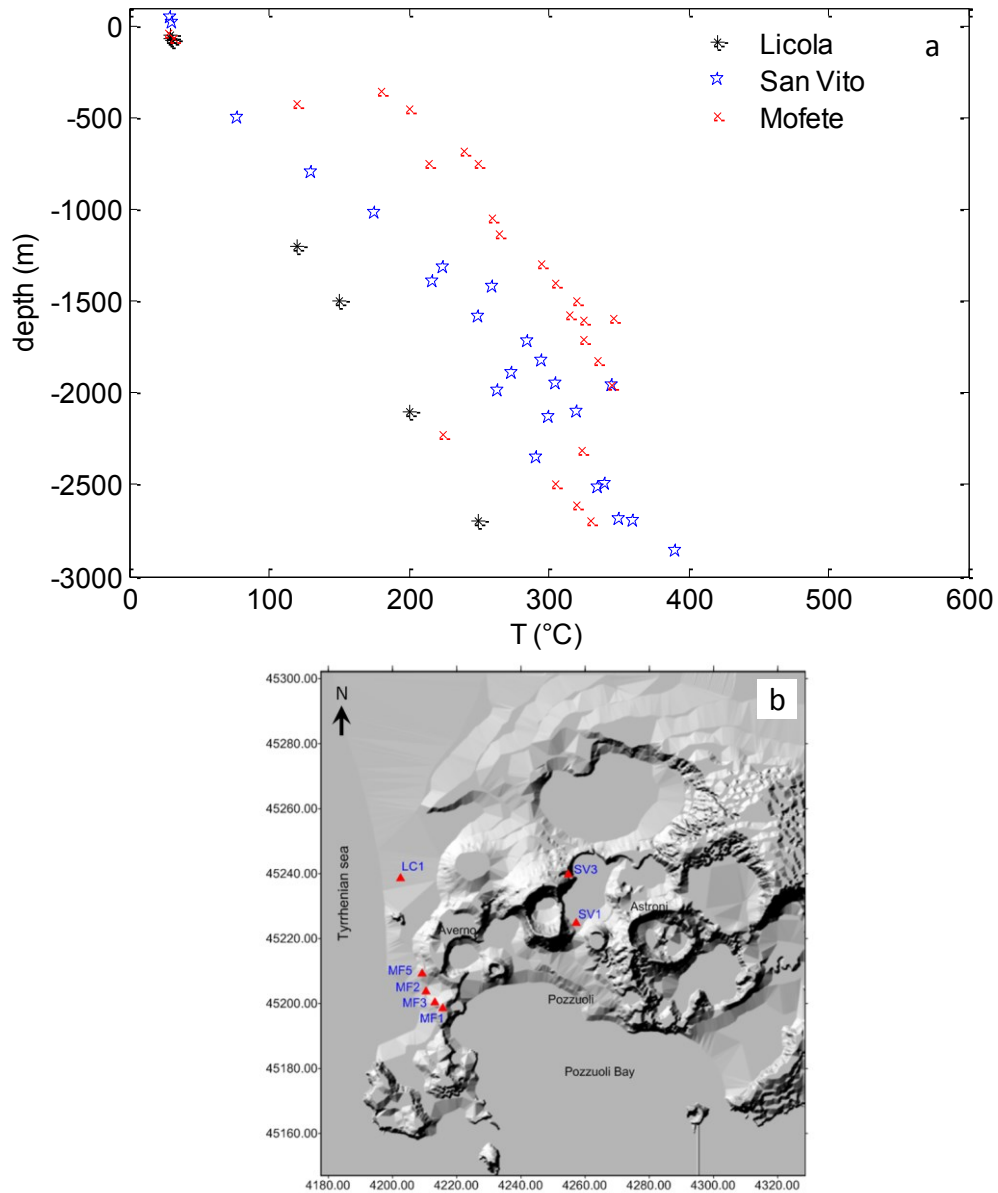 0
-500
-1000
-1500
-2000
-2500
-3000
depth (m)
0 100 200 300 400 500 600
T (°C)
Licola
San Vito
Mofete
a
b
N
45300.00
45280.00
45260.00
45240.00
45220.00
45200.00
45180.00
45160.00
4180.00 4200.00 4220.00 4240.00 4260.00 4280.00 4300.00 4320.00
Tyrrhenian sea
LC1
SV3
SV1
Astroni
Averno
MF5
MF2
MF3
MF1
Pozzuoli
Pozzuoli Bay